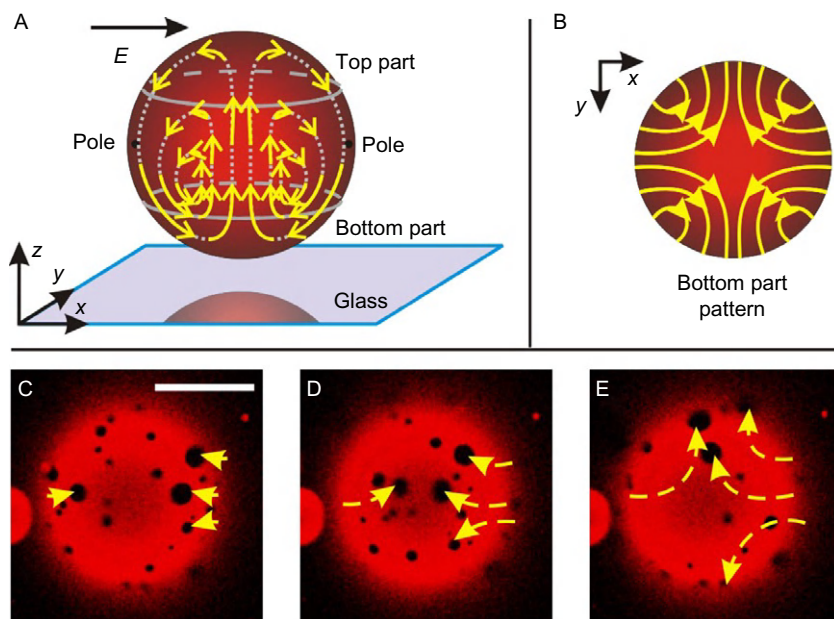 A
E
Top part
Pole
Pole
Bottom part
z
y
x
Glass
B
x
y
Bottom part
pattern
C
D
E